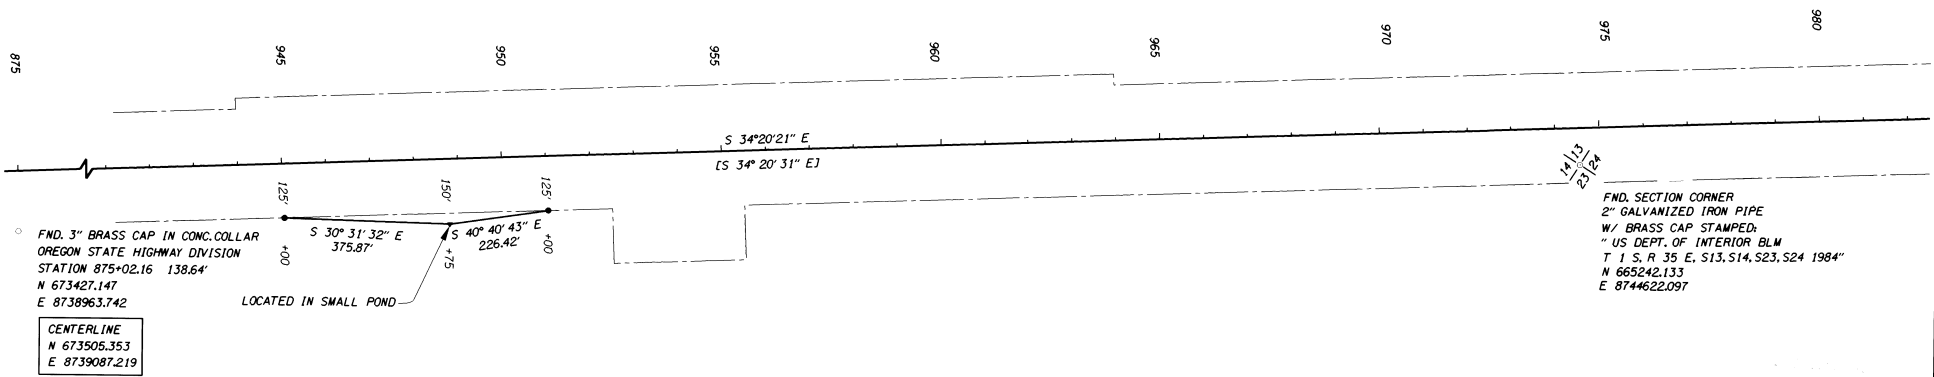 875
945
950
955
960
965
970
975
980
S 34°20'21" E
[S 34° 20' 31" E]
125'
150'
125'
14|13
23|24
S 30° 31' 32" E
375.87'
S 40° 40' 43" E
226.42'
+00
+75
+00
LOCATED IN SMALL POND
FND. 3" BRASS CAP IN CONC. COLLAR
OREGON STATE HIGHWAY DIVISION
STATION 875+02.16 138.64'
N 673427.147
E 8738963.742
CENTERLINE
N 673505.353
E 8739087.219
FND. SECTION CORNER
2" GALVANIZED IRON PIPE
W/ BRASS CAP STAMPED:
" US DEPT. OF INTERIOR BLM
T 1 S, R 35 E, S13, S14, S23, S24 1984"
N 665242.133
E 8744622.097